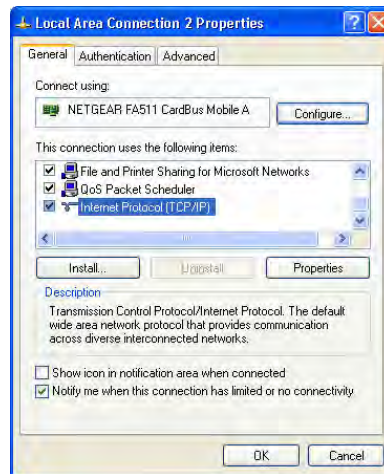 Local Area Connection 2 Properties
General Authentication Advanced
Connect using:
NETGEAR FA511 CardBus Mobile A
Configure...
This connection uses the following items:
File and Printer Sharing for Microsoft Networks
QoS Packet Scheduler
Internet Protocol (TCP/IP)
Install... Uninstall Properties
Description
Transmission Control Protocol/Internet Protocol. The default
wide area network protocol that provides communication
across diverse interconnected networks.
Show icon in notification area when connected
Notify me when this connection has limited or no connectivity
OK Cancel